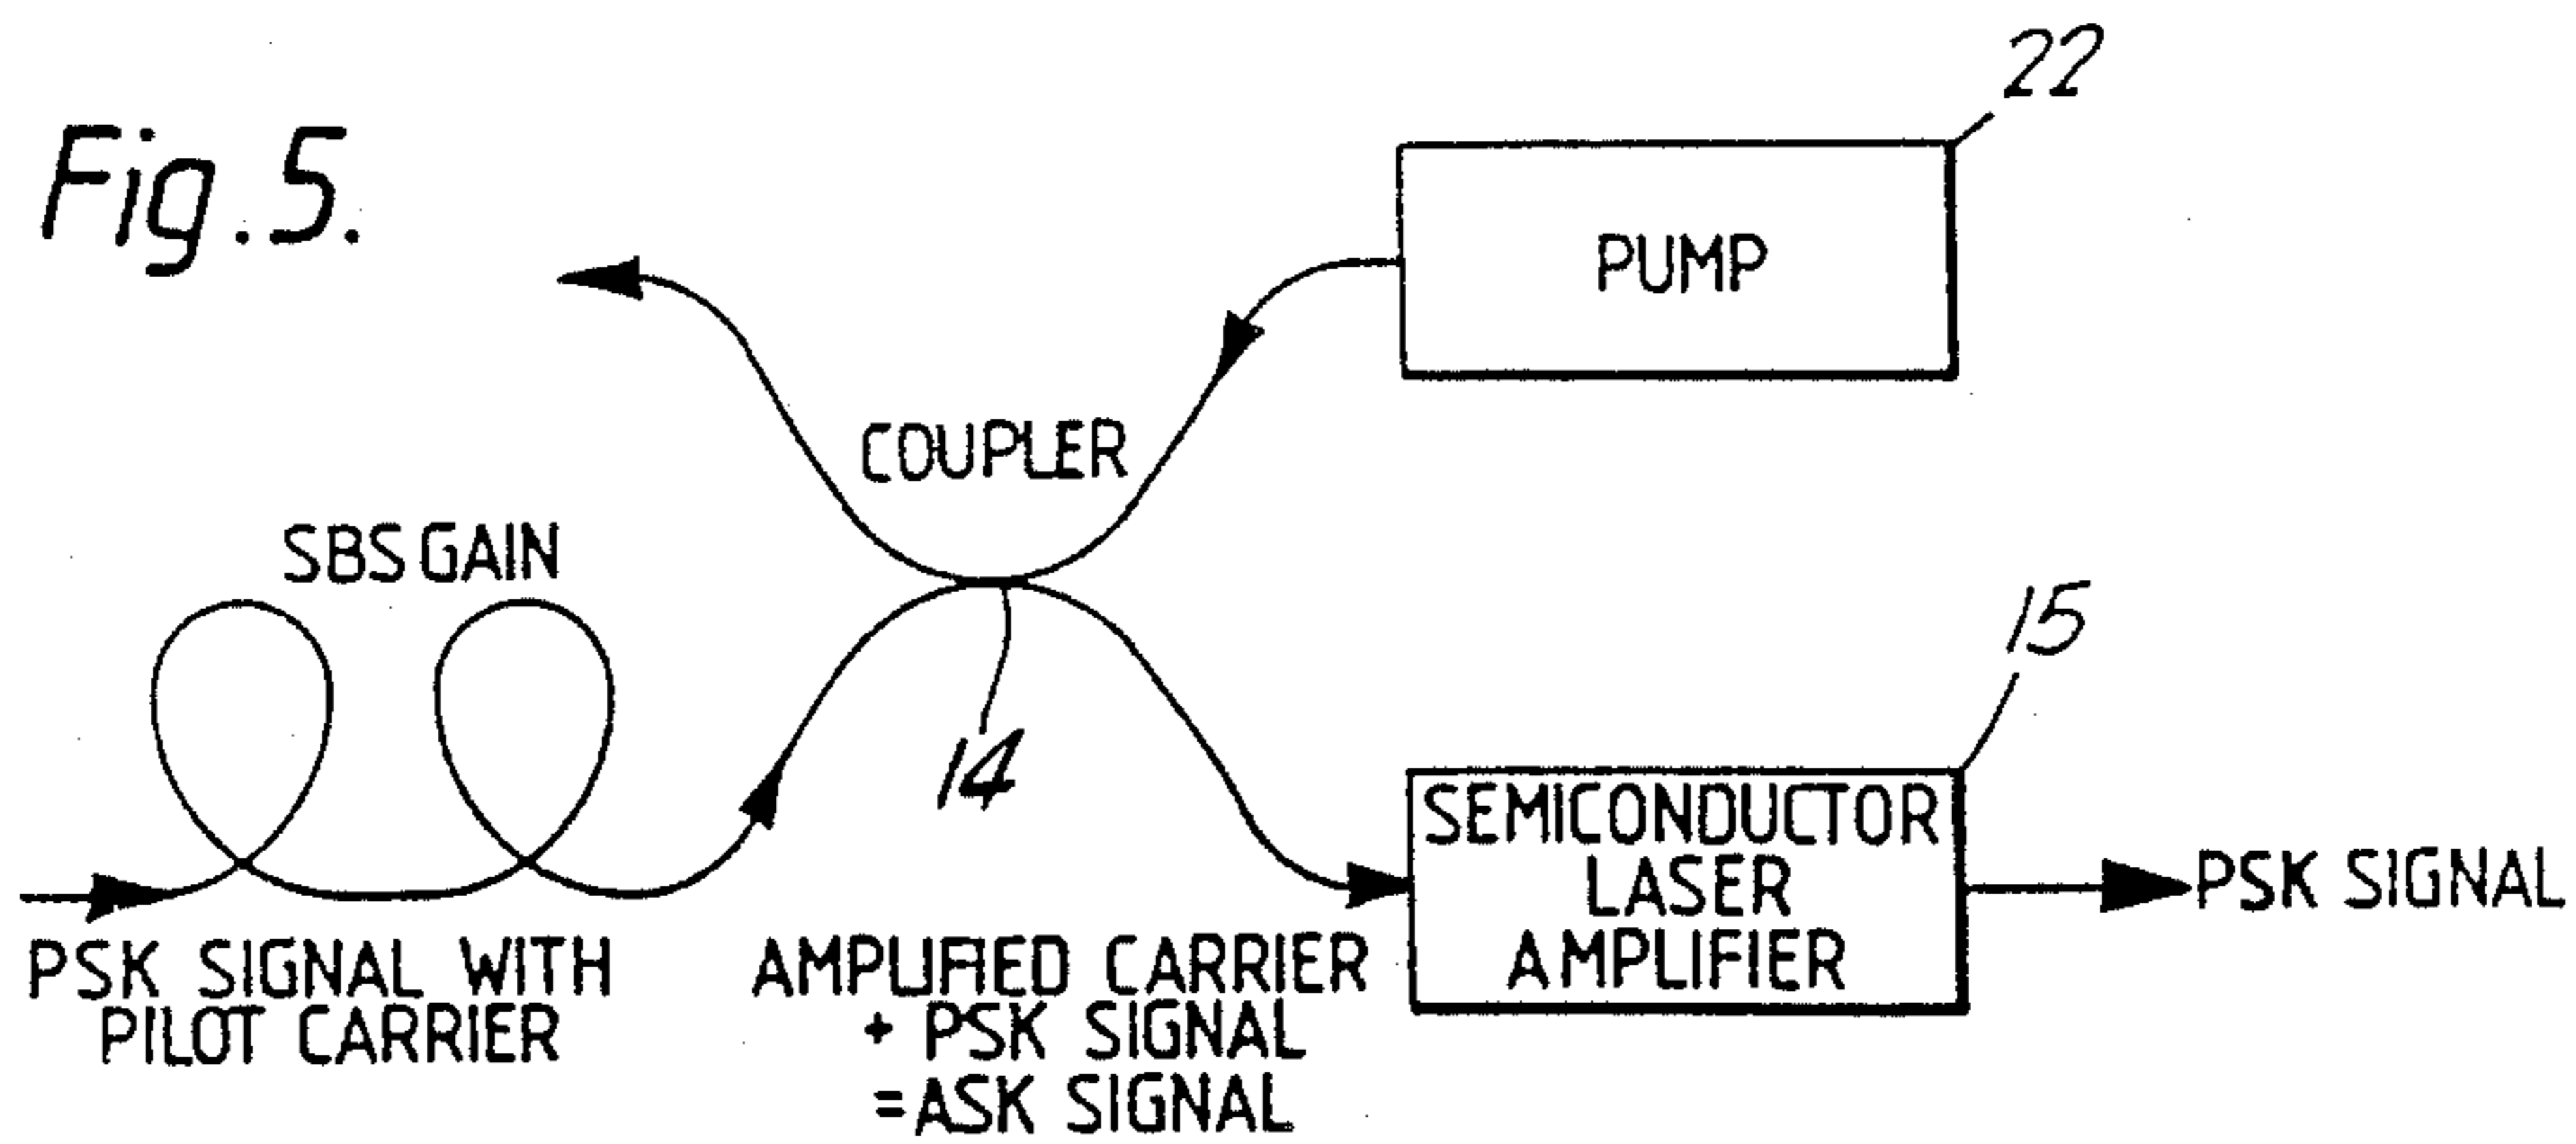 Fig. 5.
22
PUMP
COUPLER
SBS GAIN
14
15
SEMICONDUCTOR
LASER
AMPLIFIER
PSK SIGNAL
PSK SIGNAL WITH
PILOT CARRIER
AMPLIFIED CARRIER
+ PSK SIGNAL
=ASK SIGNAL